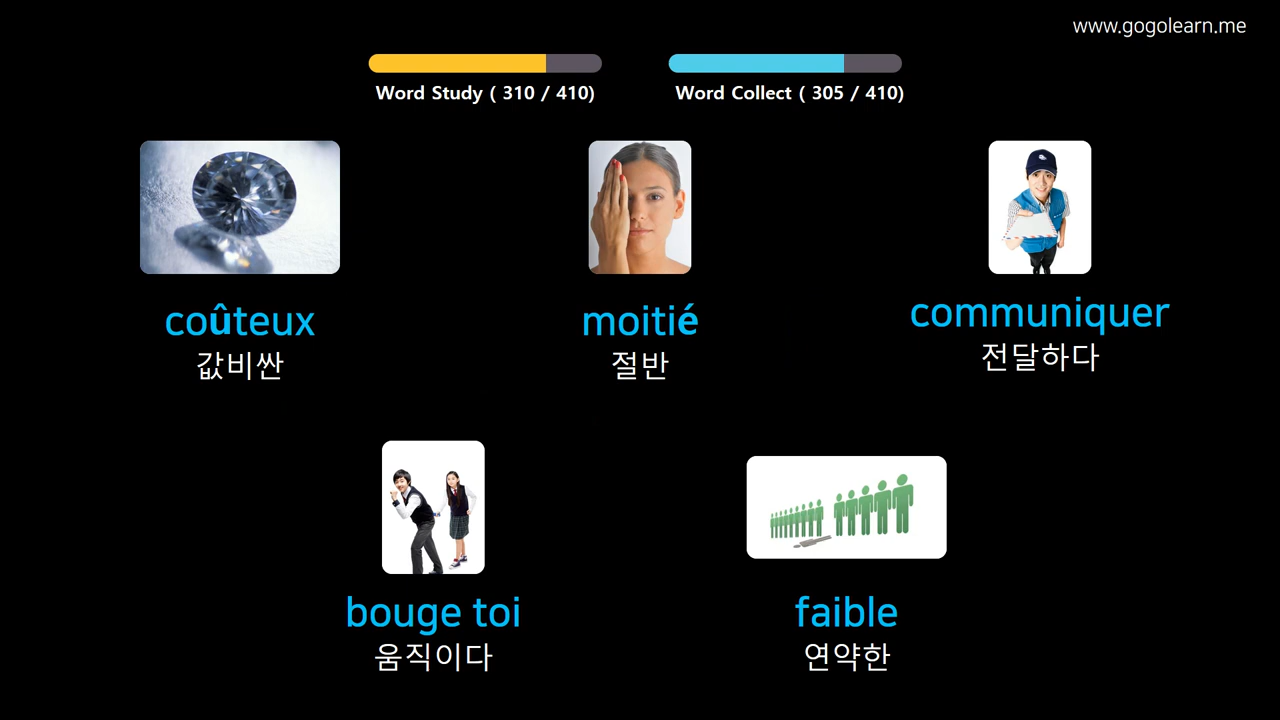 www.gogolearn.me
Word Study ( 310 / 410)
Word Collect ( 305 / 410)
coûteux
값비싼
moitié
절반
communiquer
전달하다
bouge toi
움직이다
faible
연약한